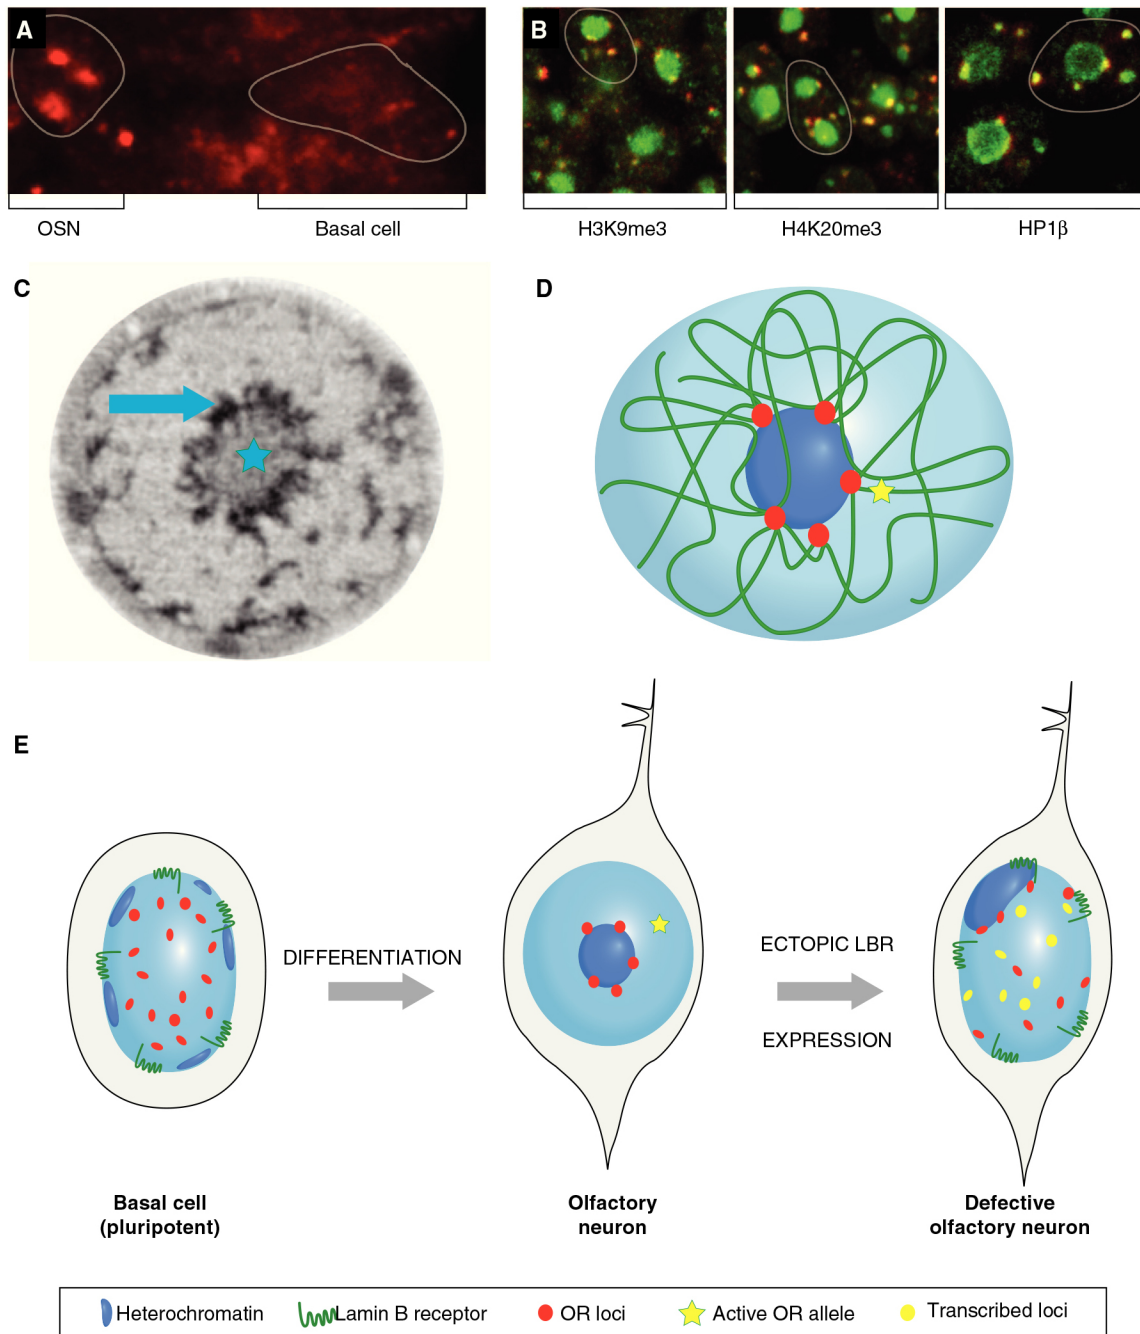 A
B
OSN
Basal cell
H3K9me3
H4K20me3
HP1β
C
D
E
DIFFERENTIATION
ECTOPIC LBR
EXPRESSION
Basal cell
(pluripotent)
Olfactory
neuron
Defective
olfactory neuron
Heterochromatin
Lamin B receptor
OR loci
Active OR allele
Transcribed loci